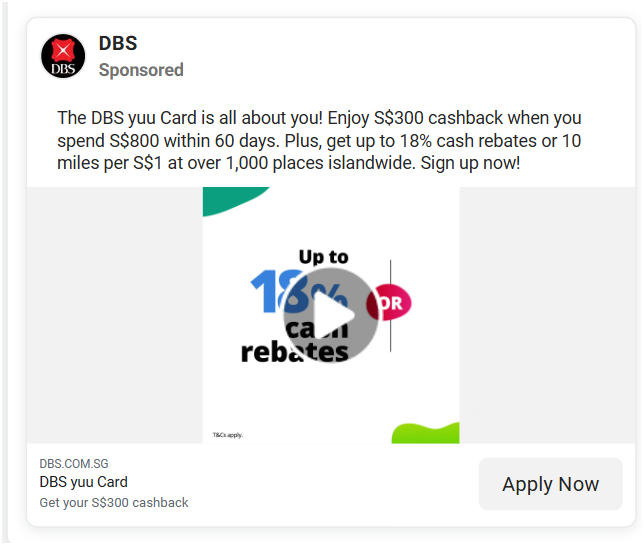 DBS
Sponsored
DBS
The DBS yuu Card is all about you! Enjoy S$300 cashback when you
spend S$800 within 60 days. Plus, get up to 18% cash rebates or 10
miles per S$1 at over 1,000 places islandwide. Sign up now!
Up to
18%
OR
cash
rebates
T&Cs apply.
DBS.COM.SG
DBS yuu Card
Get your S$300 cashback
Apply Now